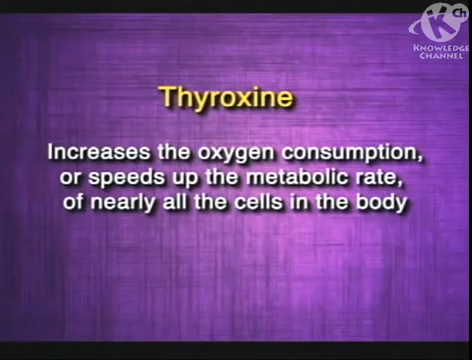 Ch
K
KNOWLEDGE
CHANNEL
Thyroxine
Increases the oxygen consumption,
or speeds up the metabolic rate,
of nearly all the cells in the body